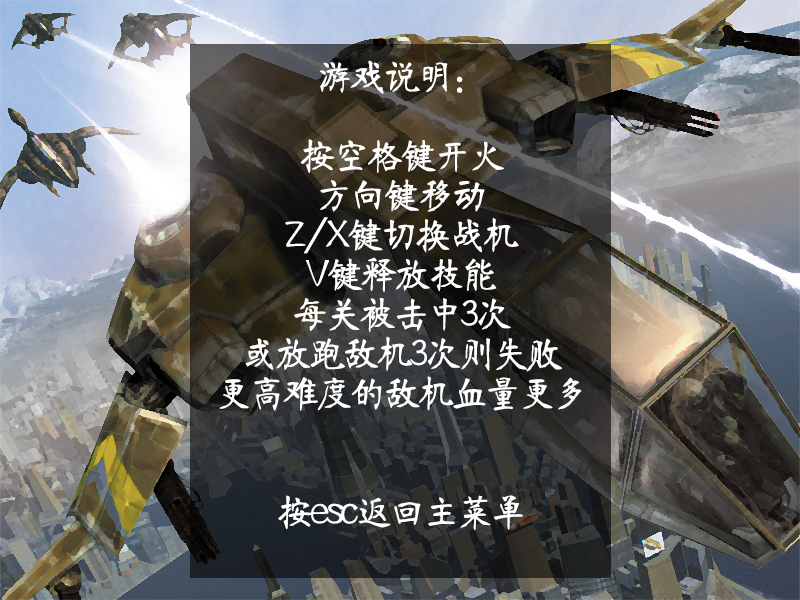 游戏说明：
按空格键开火
方向键移动
Z/X键切换战机
V键释放技能
每关被击中3次
或放跑敌机3次则失败
更高难度的敌机血量更多
按esc返回主菜单